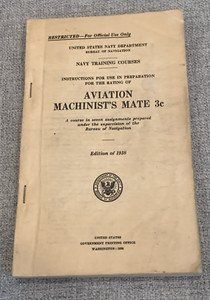 RESTRICTED—For Official Use Only
UNITED STATES NAVY DEPARTMENT
BUREAU OF NAVIGATION
NAVY TRAINING COURSES
INSTRUCTIONS FOR USE IN PREPARATION
FOR THE RATING OF
AVIATION
MACHINIST'S MATE 3c
A course in seven assignments prepared
under the supervision of the
Bureau of Navigation.
Edition of 1938
UNITED STATES
GOVERNMENT PRINTING OFFICE
WASHINGTON :